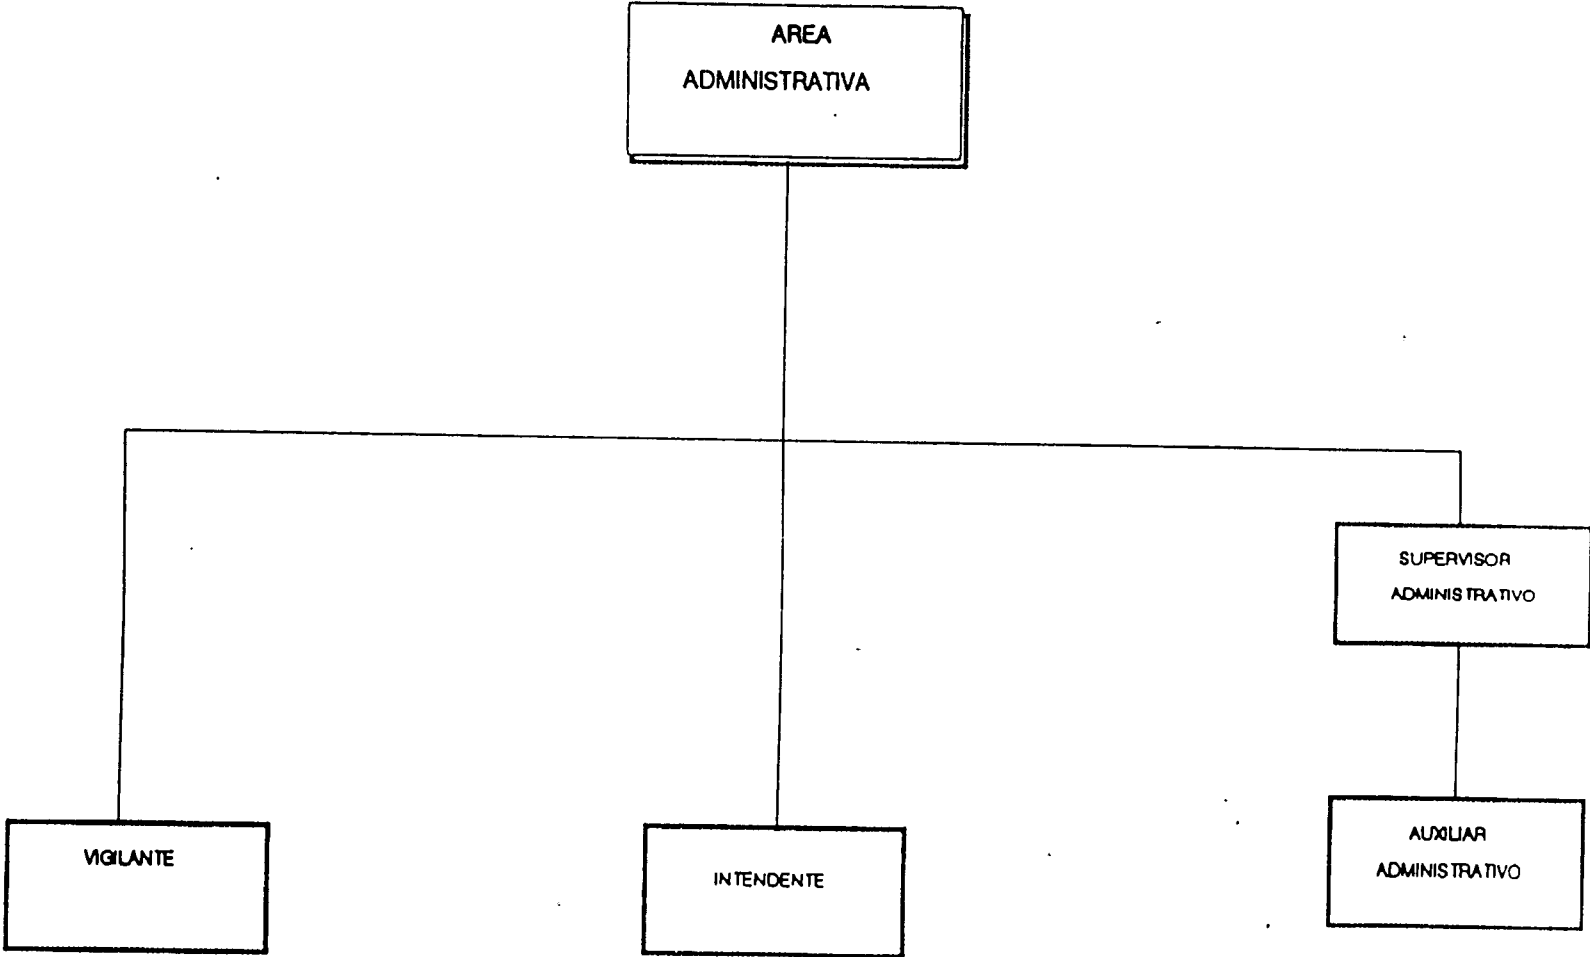 AREA
ADMINISTRATIVA
SUPERVISOR
ADMINISTRATIVO
VIGILANTE
INTENDENTE
AUXILIAR
ADMINISTRATIVO